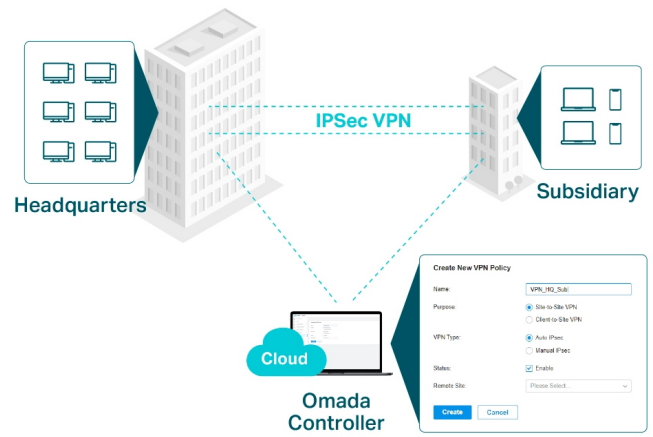 IPSec VPN
Headquarters
Subsidiary
Cloud
Omada
Controller
Create New VPN Policy
Name:
VPN_HQ_Sub
Purpose:
Site-to-Site VPN
Client-to-Site VPN
VPN Type:
Auto IPsec
Manual IPsec
Status:
Enable
Remote Site:
Please Select...
Create
Cancel